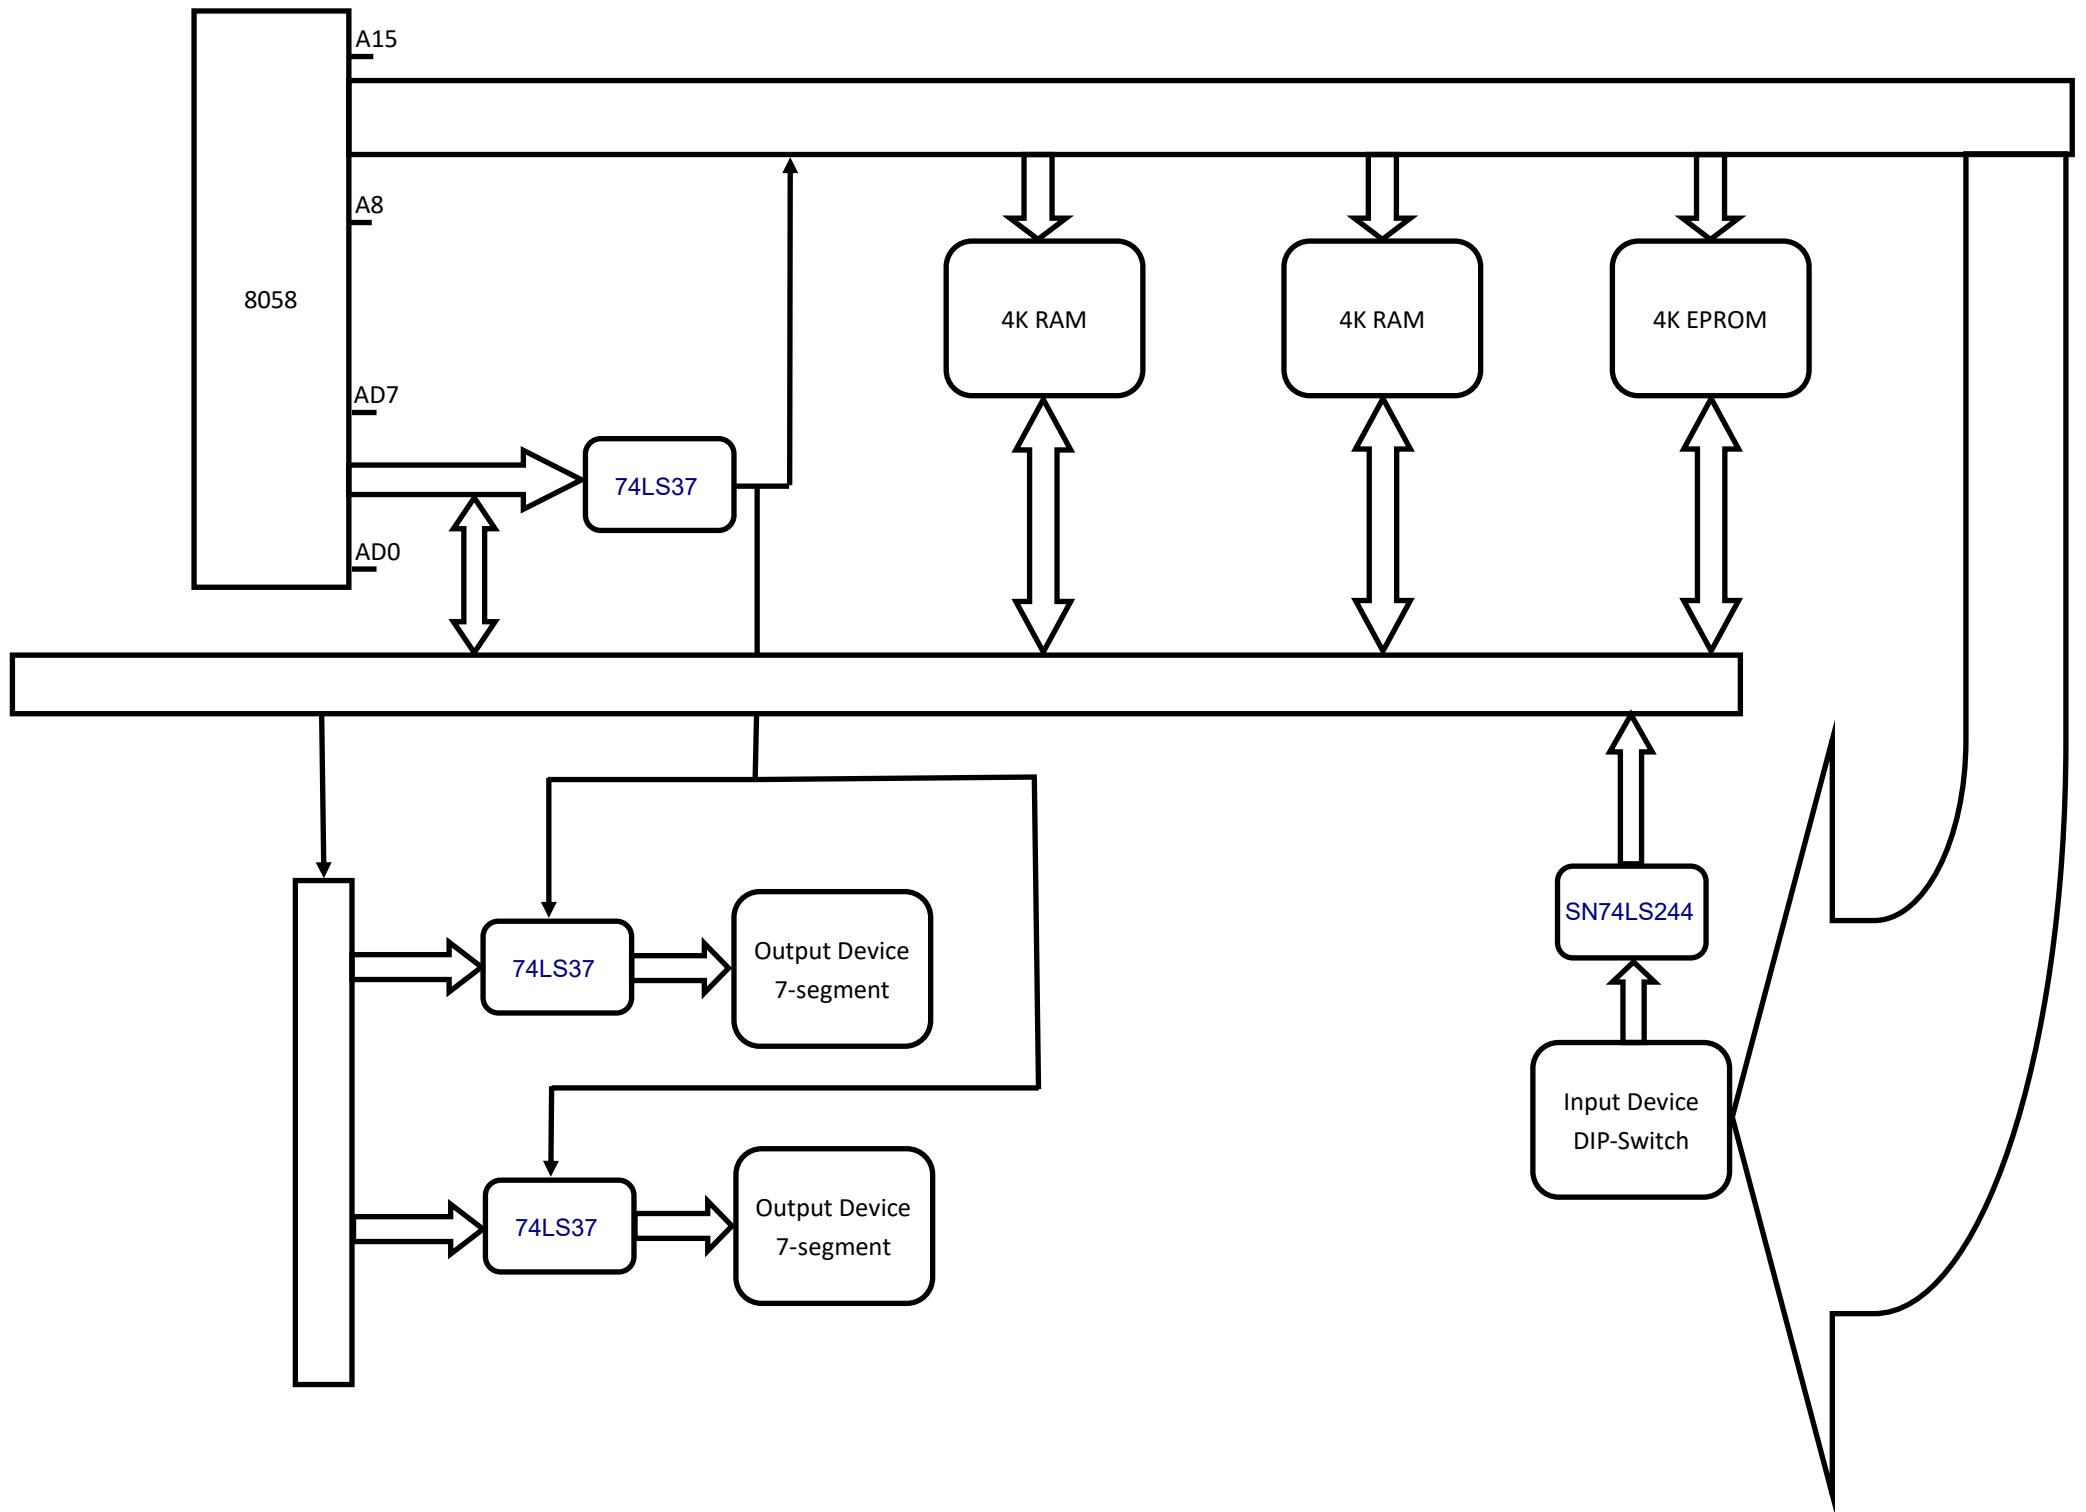 A15
A8
8058
4K RAM
4K RAM
4K EPROM
AD7
74LS37
AD0
SN74LS244
74LS37
Output Device
7-segment
Input Device
DIP-Switch
74LS37
Output Device
7-segment